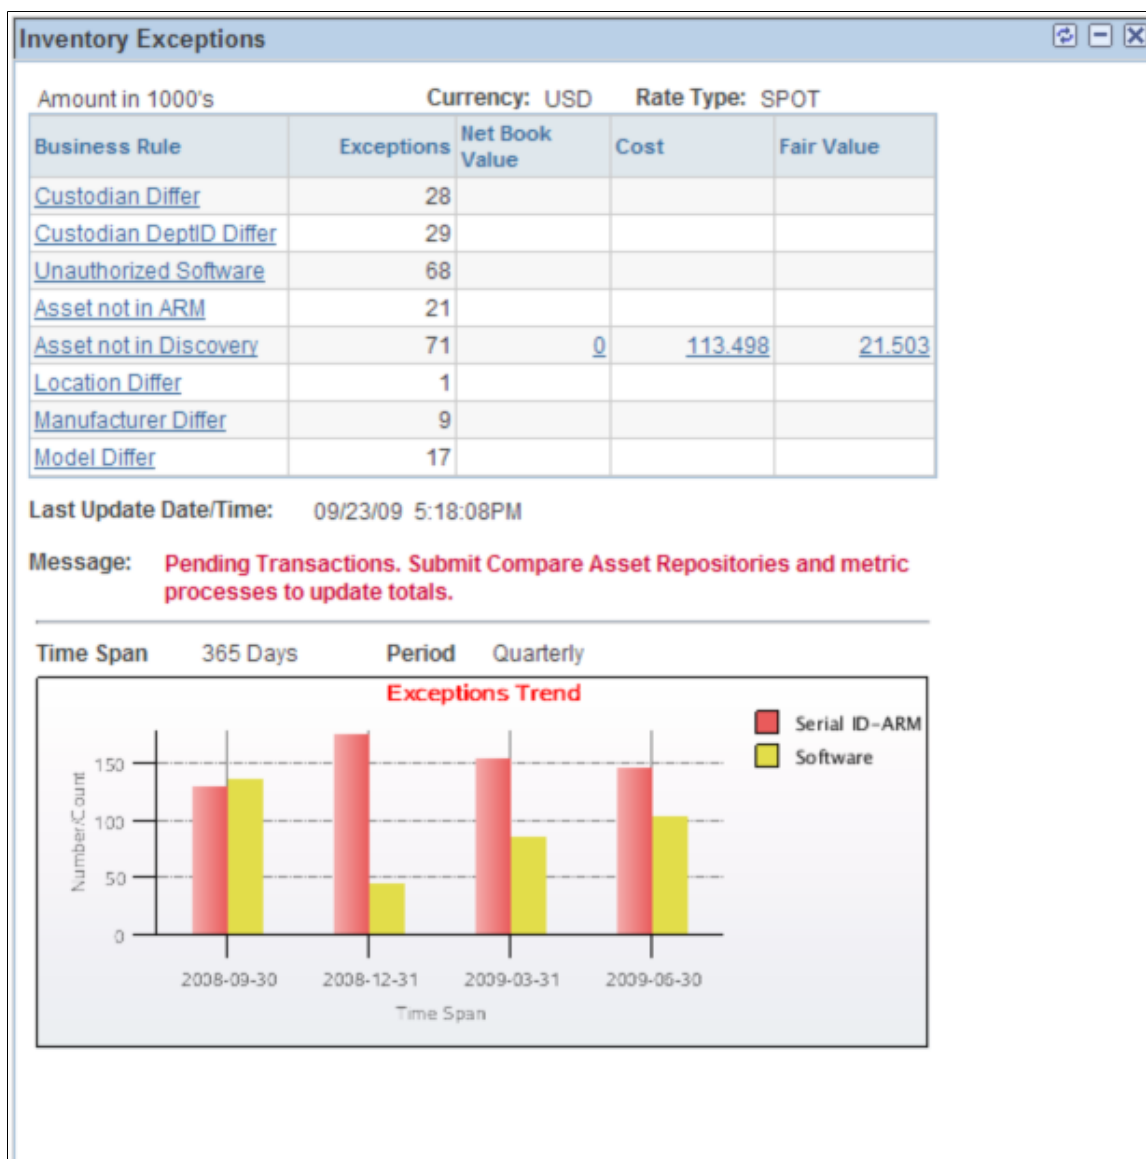 Inventory Exceptions
Amount in 1000's Currency: USD Rate Type: SPOT
Business Rule Exceptions Net Book Value Cost Fair Value
Custodian Differ 28
Custodian DeptID Differ 29
Unauthorized Software 68
Asset not in ARM 21
Asset not in Discovery 71 0 113.498 21.503
Location Differ 1
Manufacturer Differ 9
Model Differ 17
Last Update Date/Time: 09/23/09 5:18:08PM
Message: Pending Transactions. Submit Compare Asset Repositories and metric
processes to update totals.
Time Span 365 Days Period Quarterly
Exceptions Trend
Serial ID-ARM
Software
150
100
50
0
Number/Count
2008-09-30 2008-12-31 2009-03-31 2009-06-30
Time Span